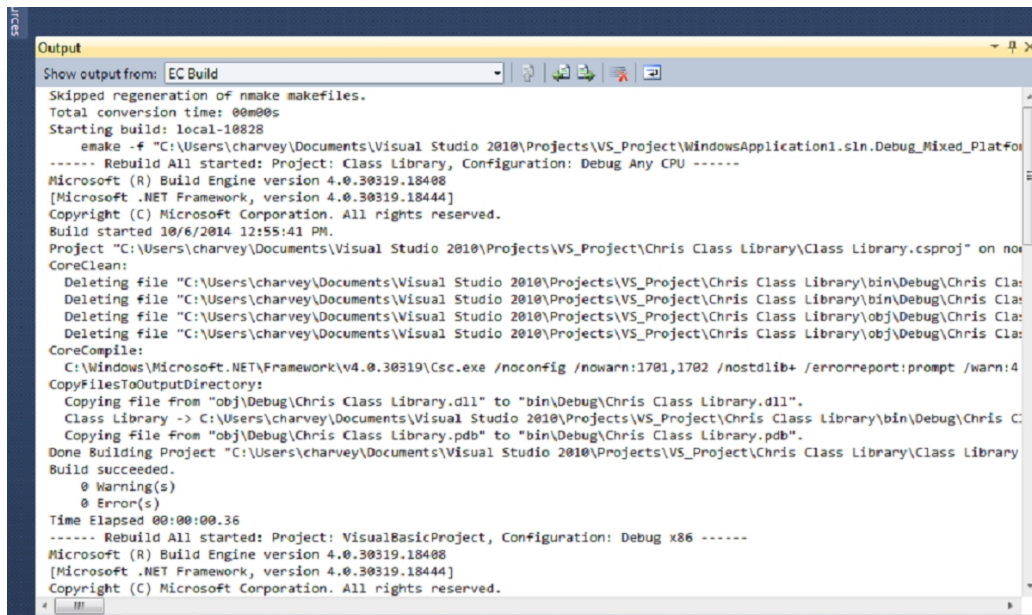 urces
Output
Show output from: EC Build
Skipped regeneration of nmake makefiles.
Total conversion time: 00m00s
Starting build: local-10828
emake -f "C:\Users\charvey\Documents\Visual Studio 2010\Projects\VS_Project\WindowsApplication1.sln.Debug_Mixed_Platfor
------ Rebuild All started: Project: Class Library, Configuration: Debug Any CPU ------
Microsoft (R) Build Engine version 4.0.30319.18408
[Microsoft .NET Framework, version 4.0.30319.18444]
Copyright (C) Microsoft Corporation. All rights reserved.
Build started 10/6/2014 12:55:41 PM.
Project "C:\Users\charvey\Documents\Visual Studio 2010\Projects\VS_Project\Chris Class Library\Class Library.csproj" on no
CoreClean:
Deleting file "C:\Users\charvey\Documents\Visual Studio 2010\Projects\VS_Project\Chris Class Library\bin\Debug\Chris Cla
Deleting file "C:\Users\charvey\Documents\Visual Studio 2010\Projects\VS_Project\Chris Class Library\bin\Debug\Chris Cla
Deleting file "C:\Users\charvey\Documents\Visual Studio 2010\Projects\VS_Project\Chris Class Library\obj\Debug\Chris Cla
Deleting file "C:\Users\charvey\Documents\Visual Studio 2010\Projects\VS_Project\Chris Class Library\obj\Debug\Chris Cla
CoreCompile:
C:\Windows\Microsoft.NET\Framework\v4.0.30319\Csc.exe /noconfig /nowarn:1701,1702 /nostdlib+ /errorreport:prompt /warn:4
CopyFilesToOutputDirectory:
Copying file from "obj\Debug\Chris Class Library.dll" to "bin\Debug\Chris Class Library.dll".
Class Library -> C:\Users\charvey\Documents\Visual Studio 2010\Projects\VS_Project\Chris Class Library\bin\Debug\Chris C
Copying file from "obj\Debug\Chris Class Library.pdb" to "bin\Debug\Chris Class Library.pdb".
Done Building Project "C:\Users\charvey\Documents\Visual Studio 2010\Projects\VS_Project\Chris Class Library\Class Library
Build succeeded.
0 Warning(s)
0 Error(s)
Time Elapsed 00:00:00.36
------ Rebuild All started: Project: VisualBasicProject, Configuration: Debug x86 ------
Microsoft (R) Build Engine version 4.0.30319.18408
[Microsoft .NET Framework, version 4.0.30319.18444]
Copyright (C) Microsoft Corporation. All rights reserved.